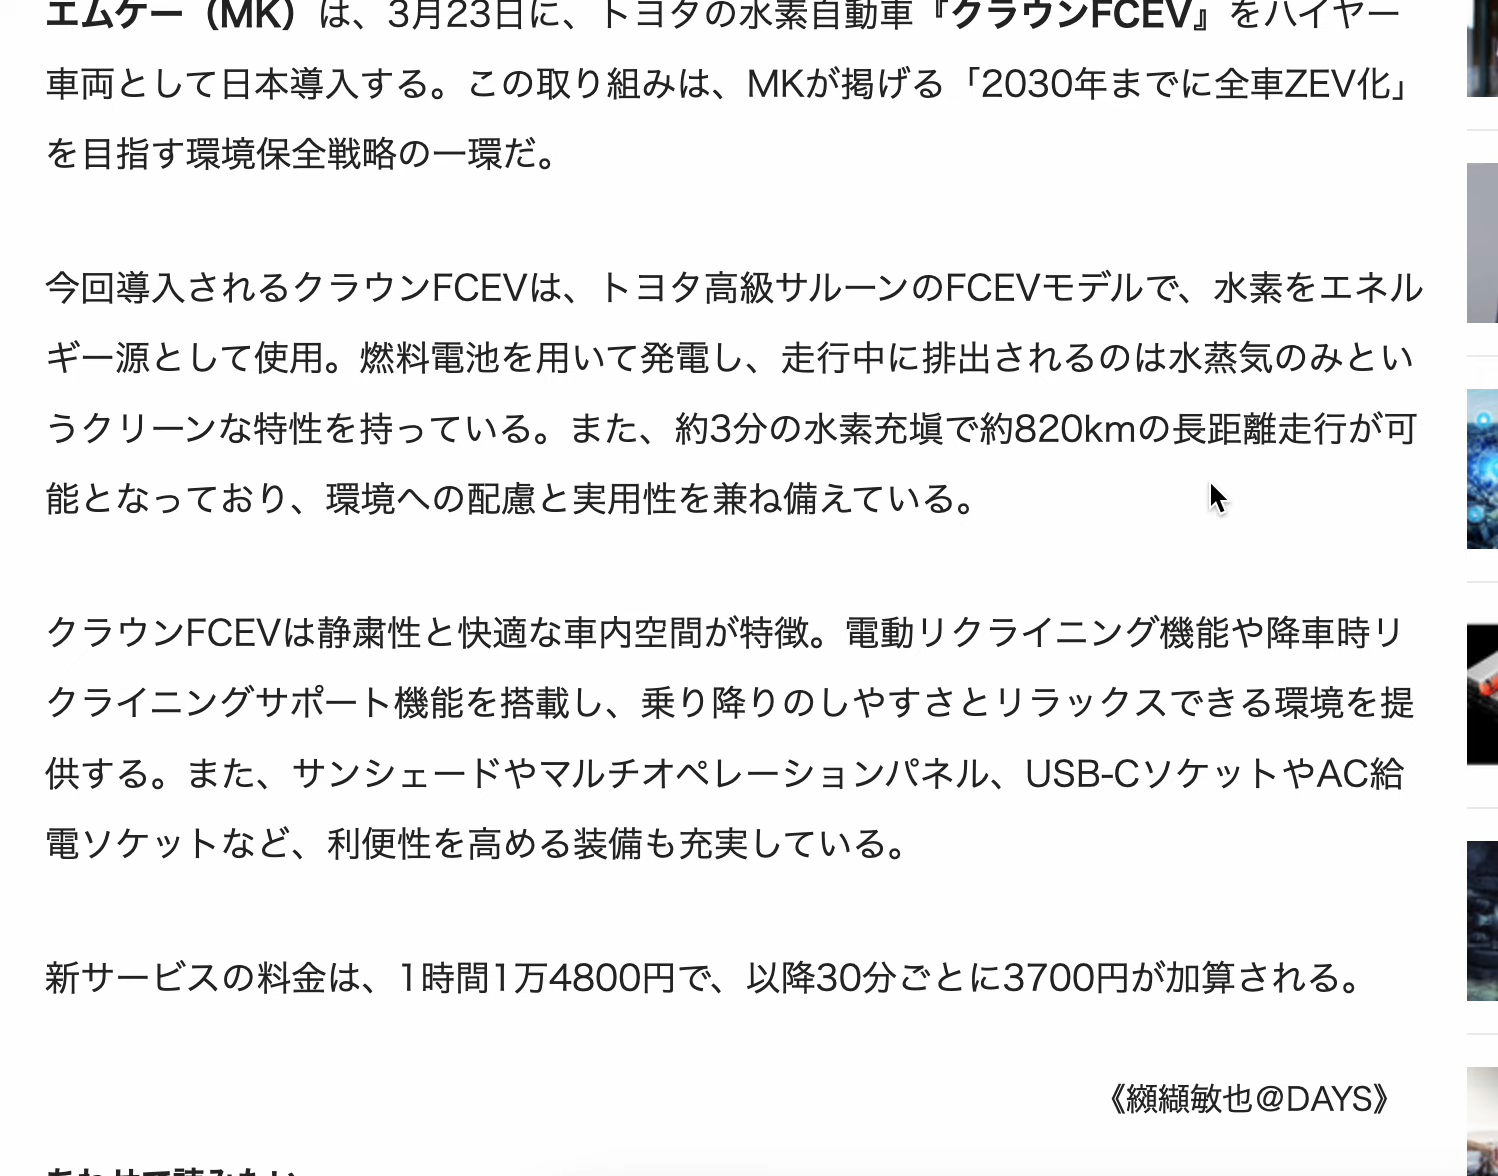 エムケー（MK）は、3月23日に、トヨタの水素自動車『クラウンFCEV』をハイヤー
車両として日本導入する。この取り組みは、MKが掲げる「2030年までに全車ZEV化」
を目指す環境保全戦略の一環だ。
今回導入されるクラウンFCEVは、トヨタ高級サルーンのFCEVモデルで、水素をエネル
ギー源として使用。燃料電池を用いて発電し、走行中に排出されるのは水蒸気のみとい
うクリーンな特性を持っている。また、約3分の水素充塡で約820kmの長距離走行が可
能となっており、環境への配慮と実用性を兼ね備えている。
クラウンFCEVは静粛性と快適な車内空間が特徴。電動リクライニング機能や降車時リ
クライニングサポート機能を搭載し、乗り降りのしやすさとリラックスできる環境を提
供する。また、サンシェードやマルチオペレーションパネル、USB-CソケットやAC給
電ソケットなど、利便性を高める装備も充実している。
新サービスの料金は、1時間1万4800円で、以降30分ごとに3700円が加算される。
《纐纈敏也@DAYS》
あわせて読みたい